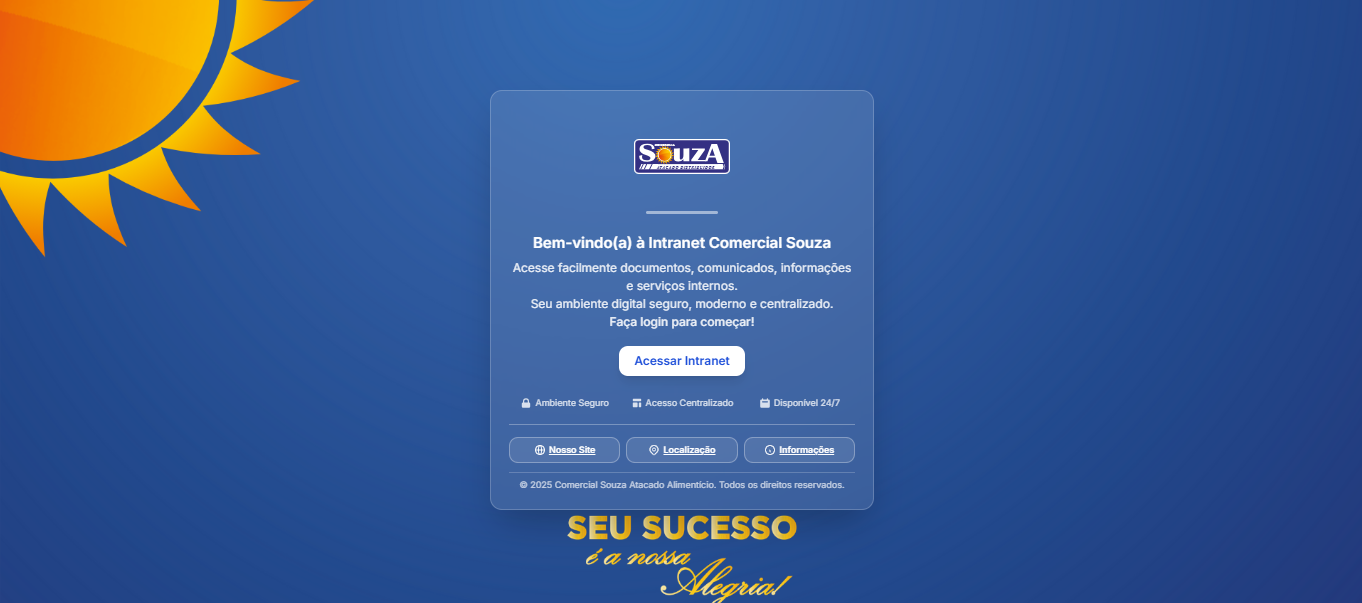 SouzA
Bem-vindo(a) à Intranet Comercial Souza
Acesse facilmente documentos, comunicados, informações
e serviços internos.
Seu ambiente digital seguro, moderno e centralizado.
Faça login para começar!
Acessar Intranet
Ambiente Seguro Acesso Centralizado Disponível 24/7
Nosso Site Localização Informações
© 2025 Comercial Souza Atacado Alimentício. Todos os direitos reservados.
SEU SUCESSO
é a nossa
Alegria!